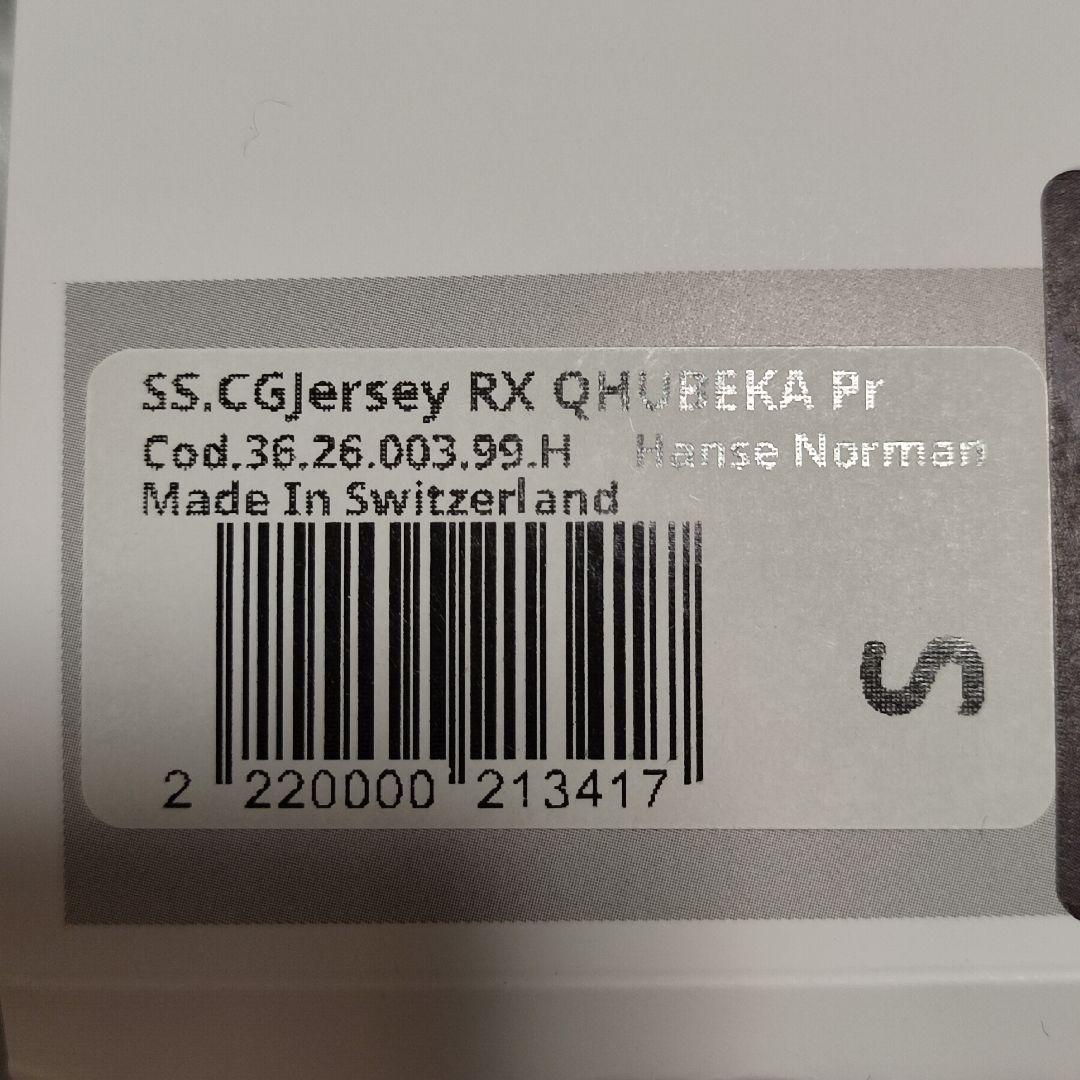 SS.CGJersey RX QHUBEKA Pr
Cod.36.26.003.99.H Hanse Norman
Made In Switzerland
S
2 220000 213417